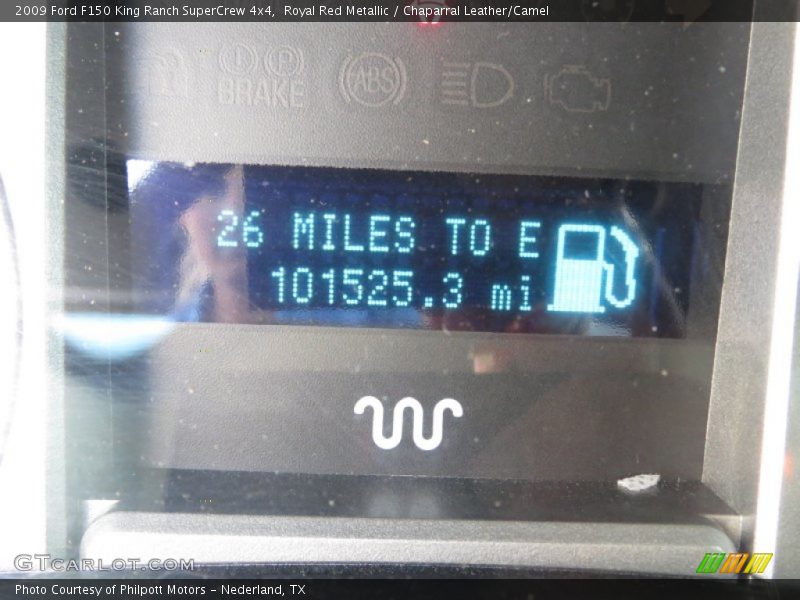 2009 Ford F150 King Ranch SuperCrew 4x4, Royal Red Metallic / Chaparral Leather/Camel
P
BRAKE
ABS
26 MILES TO E
101525.3 mi
GTCARLOT.COM
Photo Courtesy of Philpott Motors – Nederland, TX